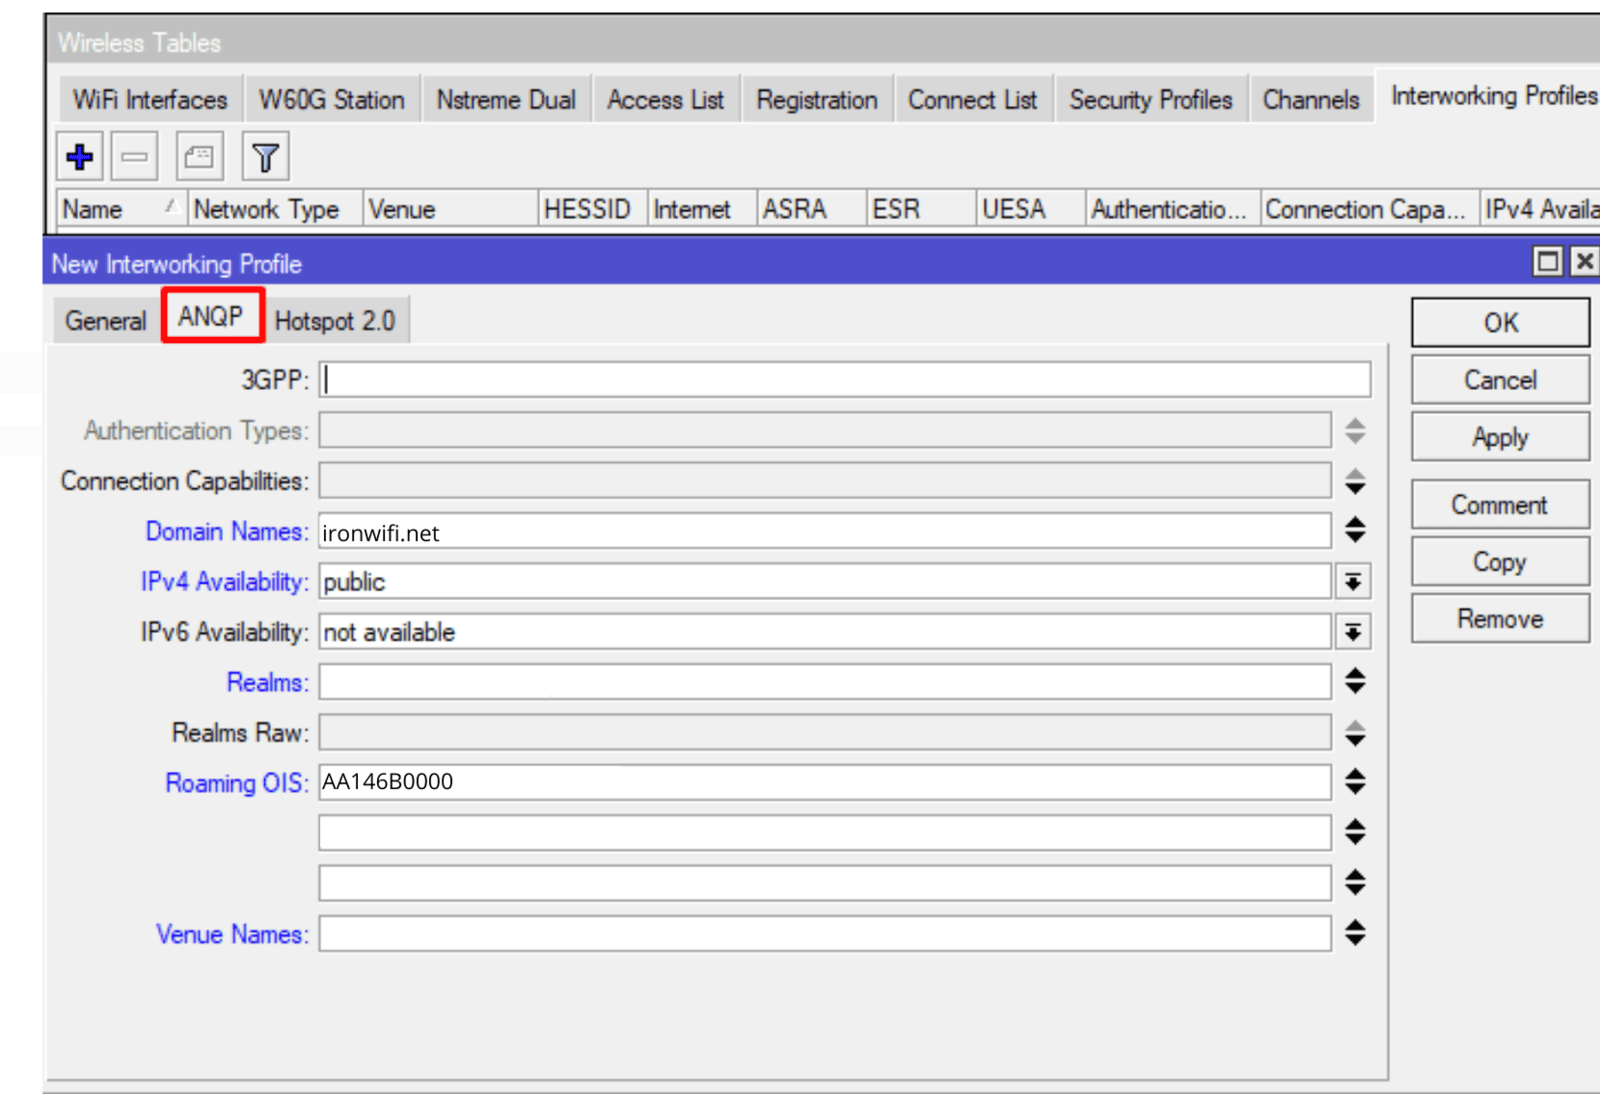 Wireless Tables
WiFi Interfaces W60G Station Nstreme Dual Access List Registration Connect List Security Profiles Channels Interworking Profiles
Name Network Type Venue HESSID Internet ASRA ESR UESA Authenticatio... Connection Capa... IPv4 Availa
New Interworking Profile
General ANQP Hotspot 2.0
OK
3GPP:
Cancel
Authentication Types:
Apply
Connection Capabilities:
Comment
Domain Names: ironwifi.net
Copy
IPv4 Availability: public
Remove
IPv6 Availability: not available
Realms:
Realms Raw:
Roaming OIS: AA146B0000
Venue Names: